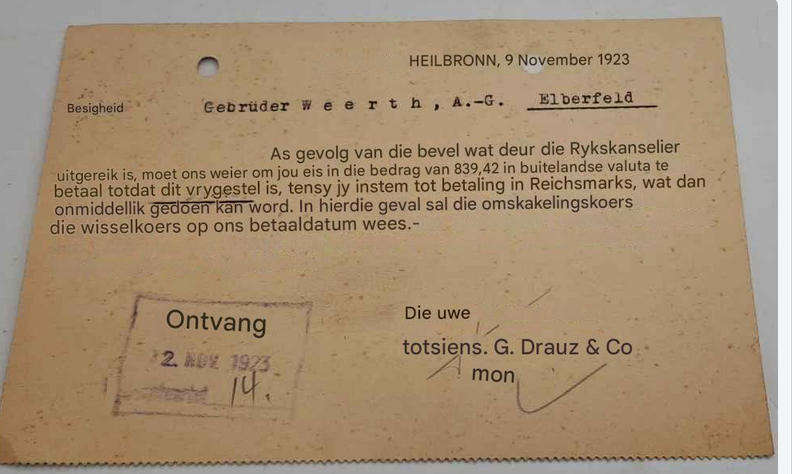 HEILBRONN, 9 November 1923
Besigheid Gebrüder Weerth, A.-G. Elberfeld
As gevolg van die bevel wat deur die Rykskanselier
uitgereik is, moet ons weier om jou eis in die bedrag van 839,42 in buitelandse valuta te
betaal totdat dit vrygestel is, tensy jy instem tot betaling in Reichsmarks, wat dan
onmiddellik gedoen kan word. In hierdie geval sal die omskakelingskoers
die wisselkoers op ons betaaldatum wees.-
Ontvang
2. NOV 1923
14.
Die uwe
totsiens. G. Drauz & Co
mon